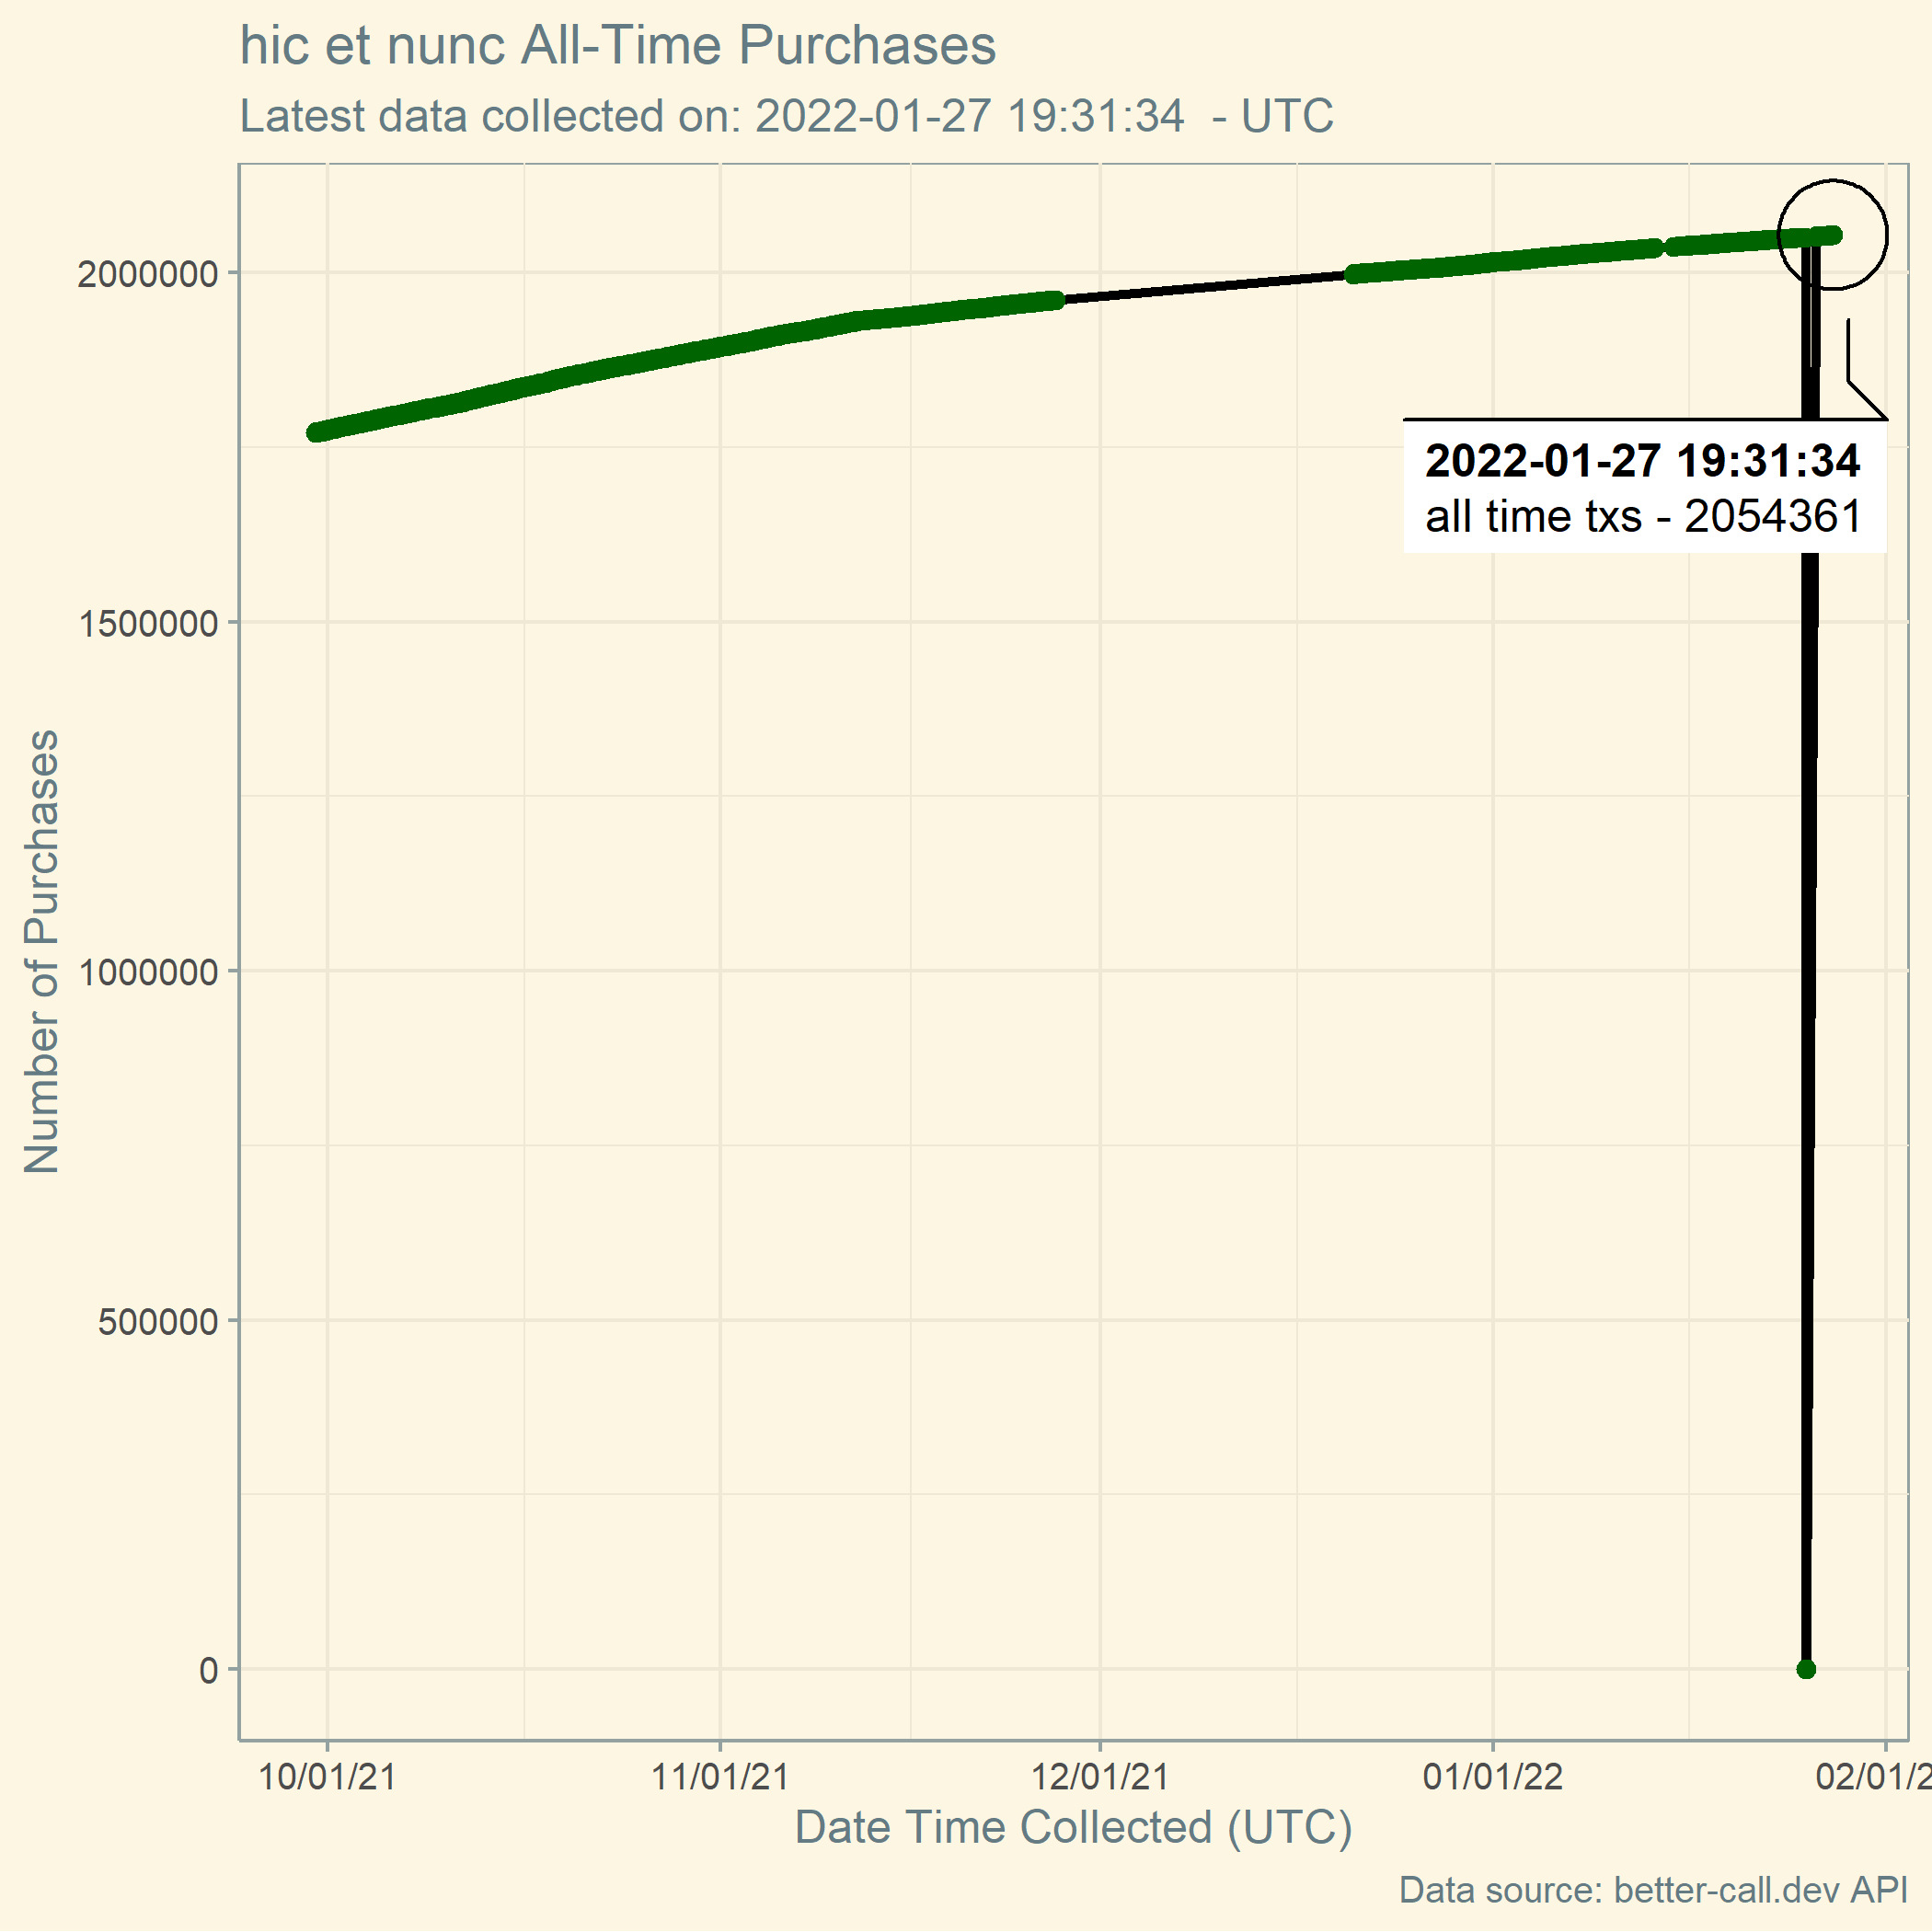 hic et nunc All-Time Purchases
Latest data collected on: 2022-01-27 19:31:34  - UTC
Number of Purchases
2000000
1500000
1000000
500000
0
2022-01-27 19:31:34
all time txs - 2054361
10/01/21 11/01/21 12/01/21 01/01/22 02/01/2
Date Time Collected (UTC)
Data source: better-call.dev API